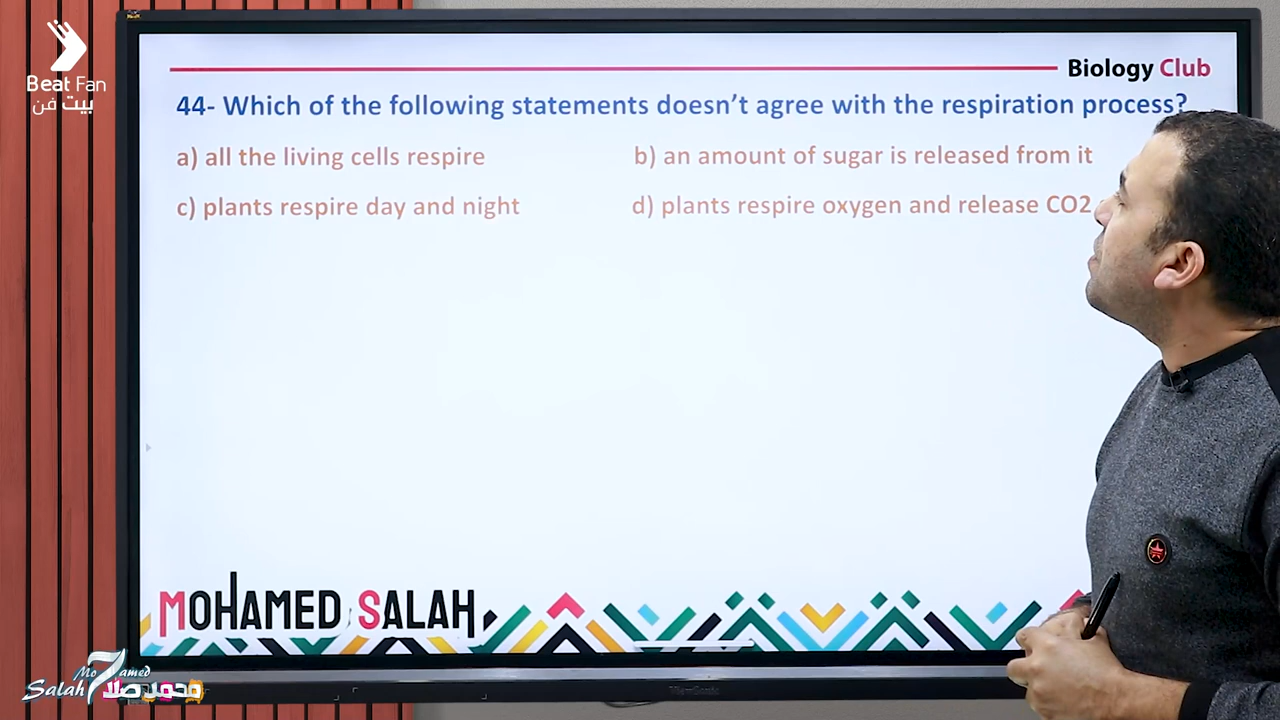 Beat Fan
بيت فن
Biology Club
44- Which of the following statements doesn't agree with the respiration process?
a) all the living cells respire
b) an amount of sugar is released from it
c) plants respire day and night
d) plants respire oxygen and release CO2
MOHAMED SALAH
Mo7amed
Salah
محمد صلاح
ViewSonic